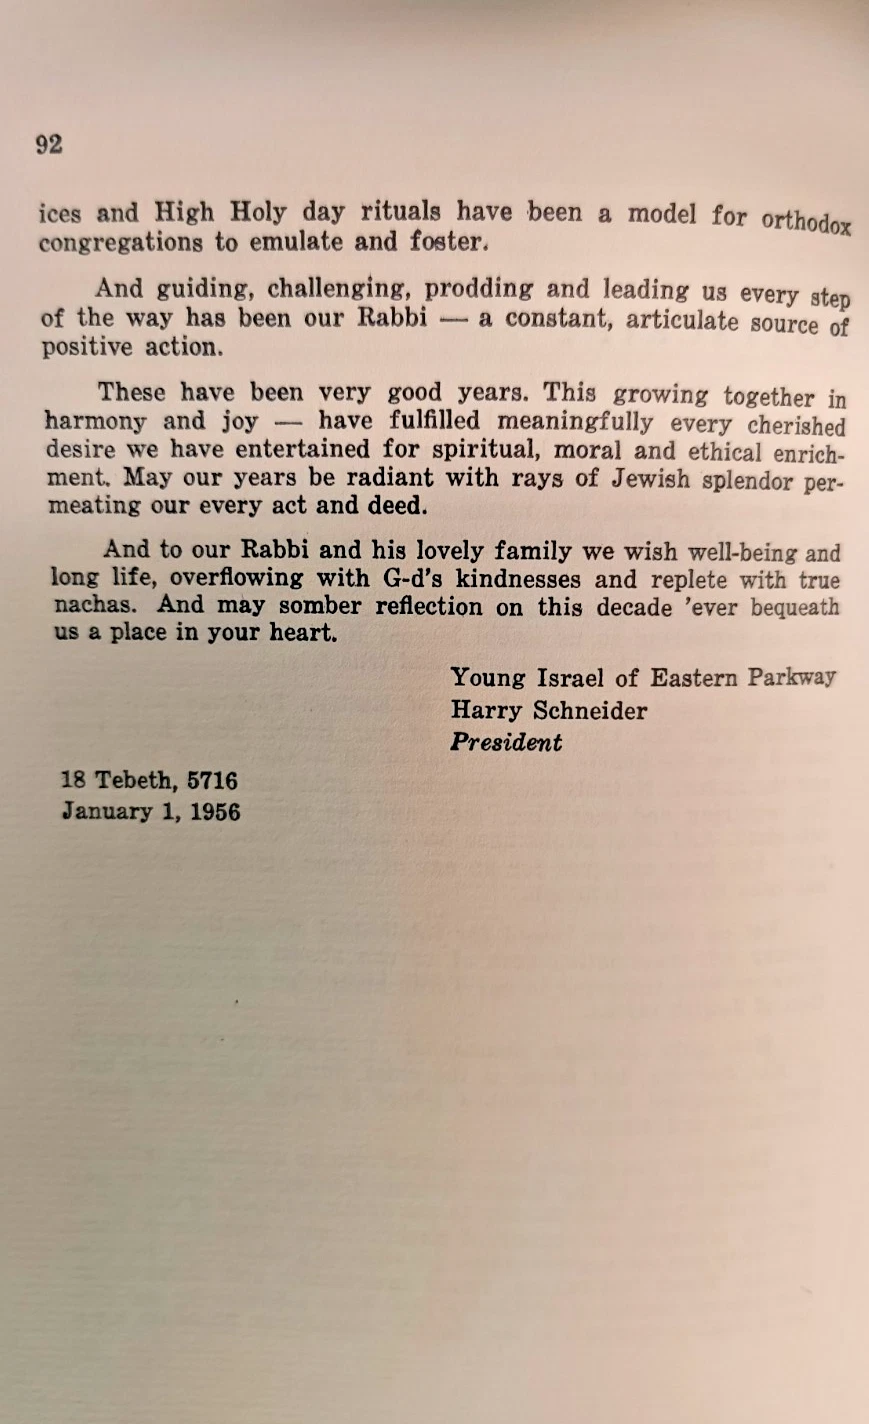 92
ices and High Holy day rituals have been a model for orthodox
congregations to emulate and foster.
And guiding, challenging, prodding and leading us every step
of the way has been our Rabbi — a constant, articulate source of
positive action.
These have been very good years. This growing together in
harmony and joy — have fulfilled meaningfully every cherished
desire we have entertained for spiritual, moral and ethical enrich-
ment. May our years be radiant with rays of Jewish splendor per-
meating our every act and deed.
And to our Rabbi and his lovely family we wish well-being and
long life, overflowing with G-d's kindnesses and replete with true
nachas. And may somber reflection on this decade 'ever bequeath
us a place in your heart.
Young Israel of Eastern Parkway
Harry Schneider
President
18 Tebeth, 5716
January 1, 1956